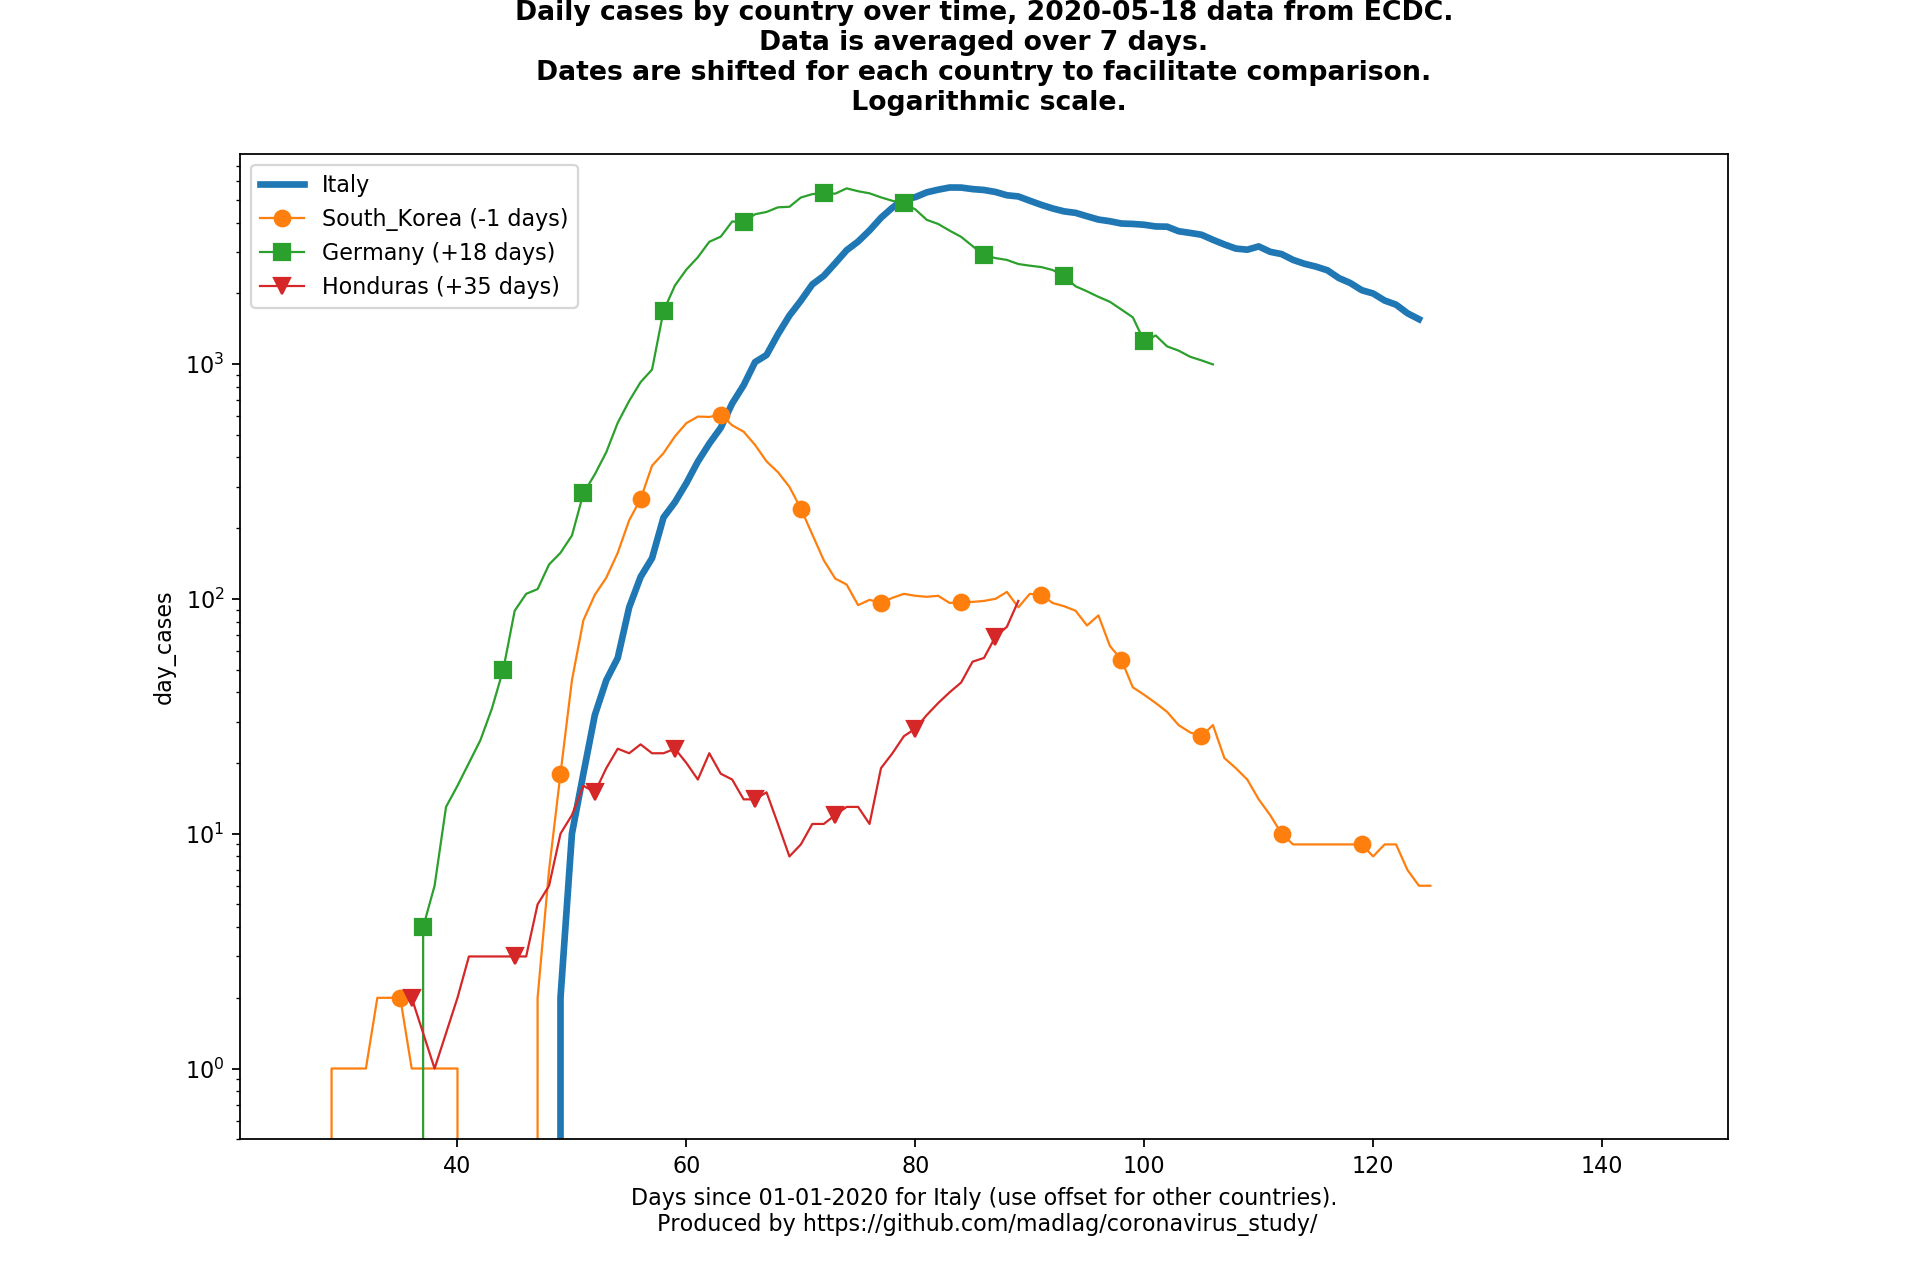 Daily cases by country over time, 2020-05-18 data from ECDC.
Data is averaged over 7 days.
Dates are shifted for each country to facilitate comparison.
Logarithmic scale.
Italy
South_Korea (-1 days)
Germany (+18 days)
Honduras (+35 days)
10³
10²
10¹
10⁰
day_cases
40 60 80 100 120 140
Days since 01-01-2020 for Italy (use offset for other countries).
Produced by https://github.com/madlag/coronavirus_study/